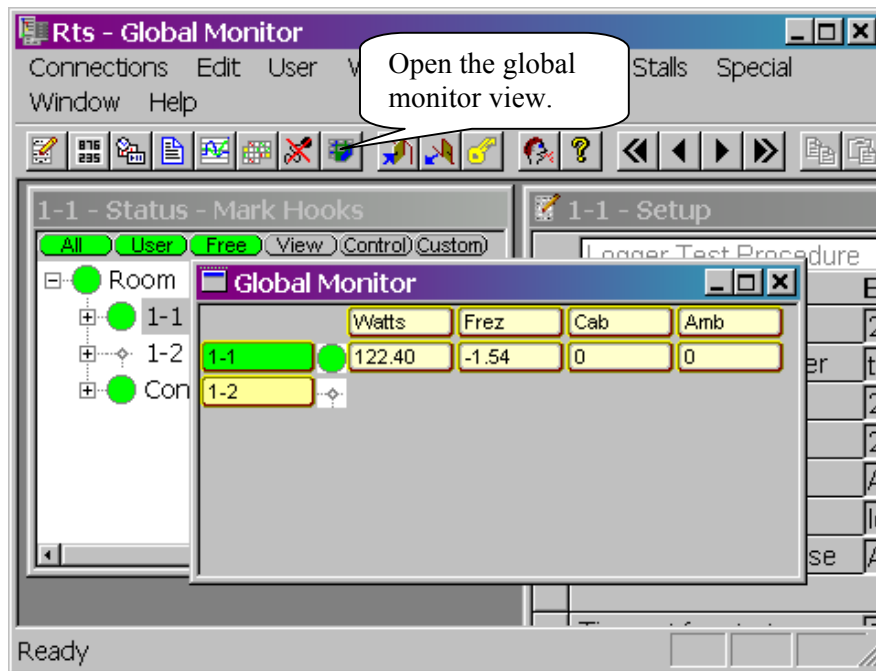 Rts - Global Monitor
Connections Edit User Stalls Special
Window Help
Open the global
monitor view.
876
235
1-1 - Status - Mark Hooks
All User Free View Control Custom
Room
1-1
1-2
Con
1-1 - Setup
Logger Test Procedure
er
se
Global Monitor
Watts Frez Cab Amb
1-1 122.40 -1.54 0 0
1-2
Ready